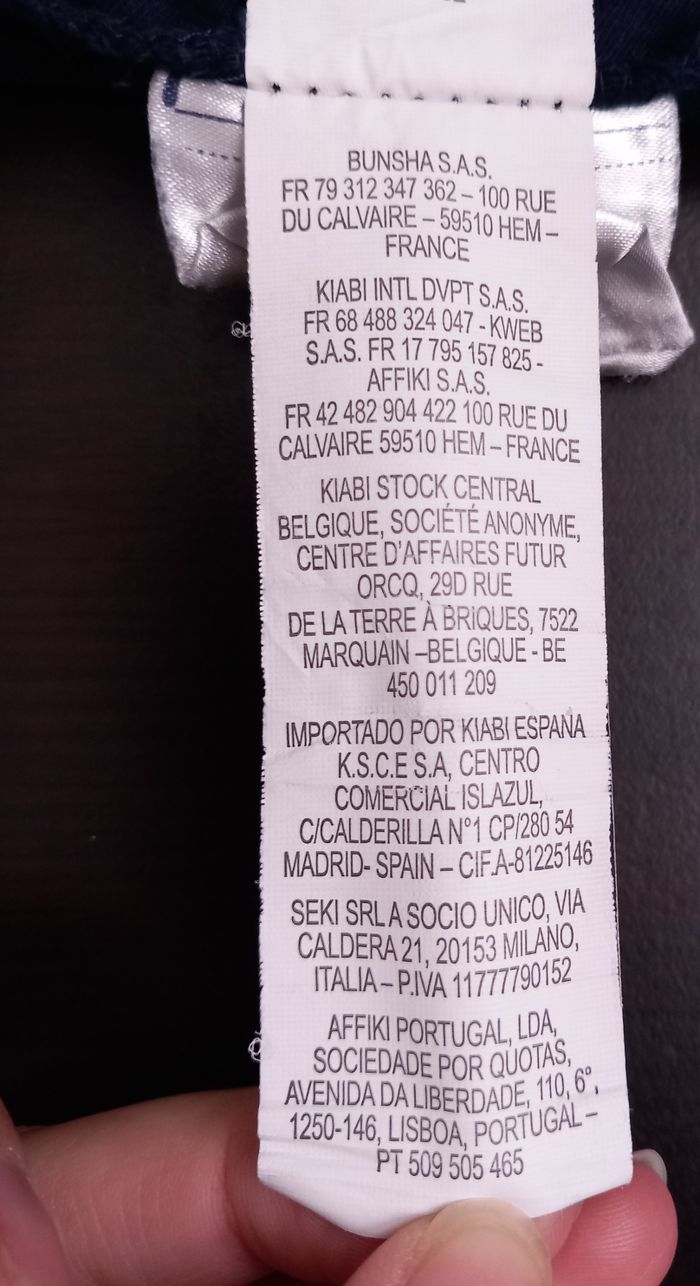 BUNSHA S.A.S.
FR 79 312 347 362 – 100 RUE
DU CALVAIRE – 59510 HEM –
FRANCE
KIABI INTL DVPT S.A.S.
FR 68 488 324 047 - KWEB
S.A.S. FR 17 795 157 825 -
AFFIKI S.A.S.
FR 42 482 904 422 100 RUE DU
CALVAIRE 59510 HEM – FRANCE
KIABI STOCK CENTRAL
BELGIQUE, SOCIÉTÉ ANONYME,
CENTRE D'AFFAIRES FUTUR
ORCQ, 29D RUE
DE LA TERRE À BRIQUES, 7522
MARQUAIN –BELGIQUE - BE
450 011 209
IMPORTADO POR KIABI ESPANA
K.S.C.E S.A, CENTRO
COMERCIAL ISLAZUL,
C/CALDERILLA N°1 CP/280 54
MADRID- SPAIN – CIF.A-81225146
SEKI SRL A SOCIO UNICO, VIA
CALDERA 21, 20153 MILANO,
ITALIA – P.IVA 11777790152
AFFIKI PORTUGAL, LDA,
SOCIEDADE POR QUOTAS,
AVENIDA DA LIBERDADE, 110, 6°,
1250-146, LISBOA, PORTUGAL –
PT 509 505 465